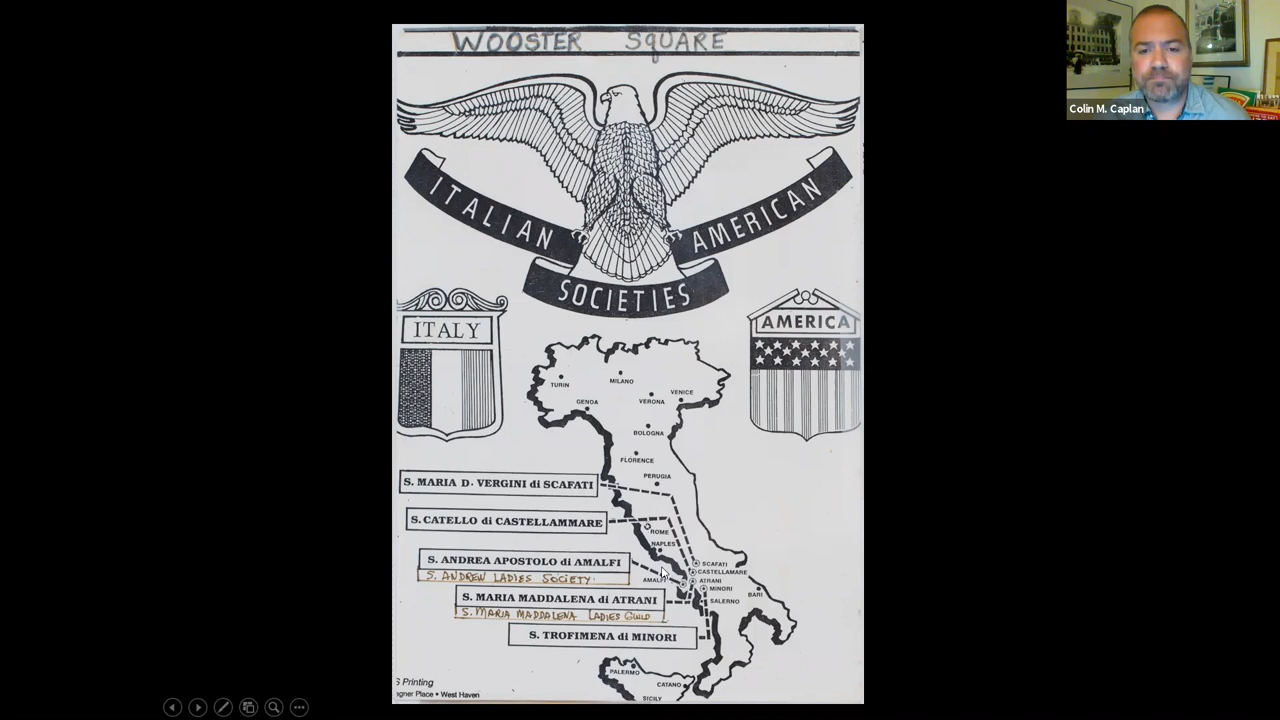 WOOSTER SQUARE
Colin M. Caplan
ITALIAN
AMERICAN
SOCIETIES
ITALY
AMERICA
TURIN
MILANO
VERONA
VENICE
GENOA
BOLOGNA
FLORENCE
PERUGIA
S. MARIA D. VERGINI di SCAFATI
S. CATELLO di CASTELLAMMARE
ROME
NAPLES
S. ANDREA APOSTOLO di AMALFI
S. ANDREW LADIES SOCIETY.
SCAFATI
CASTELLAMARE
AMALFI
ATRANI
MINORI
BARI
S. MARIA MADDALENA di ATRANI
SALERNO
S. MARIA MADDALENA LADIES GUILD
S. TROFIMENA di MINORI
PALERMO
CATANO
SICILY
S Printing
gner Place • West Haven